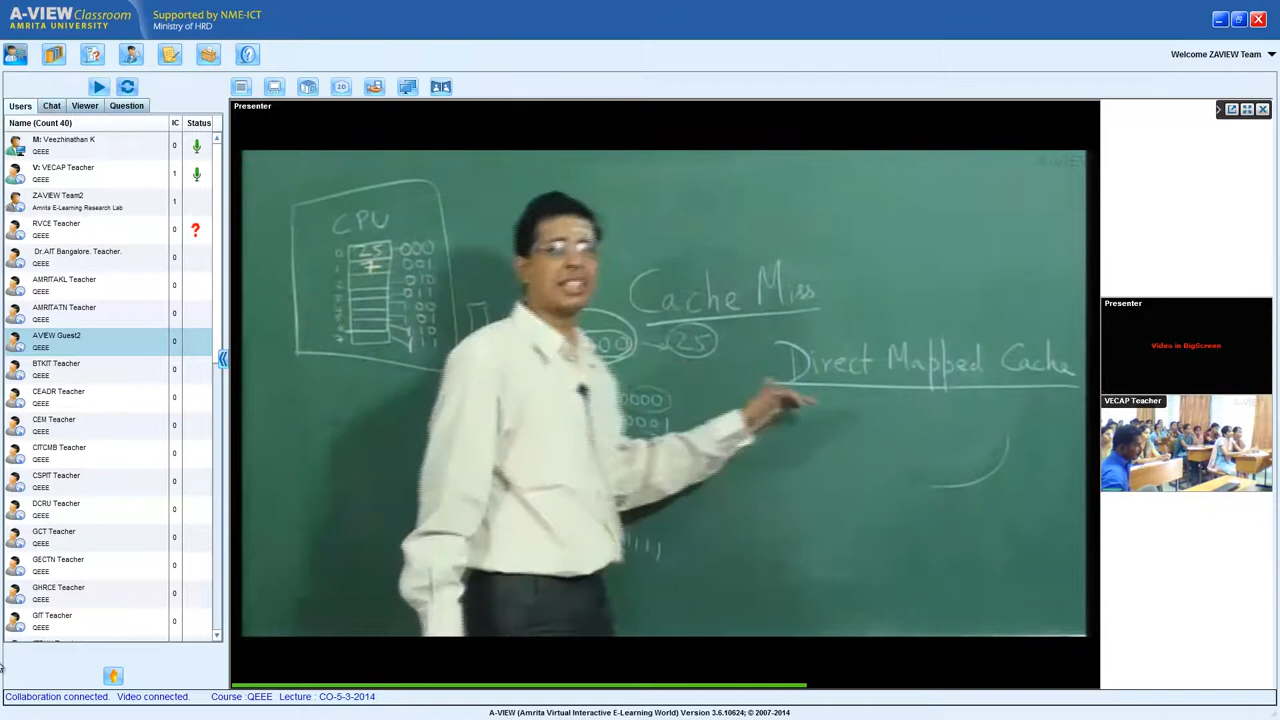 A-VIEW Classroom
AMRITA UNIVERSITY
Supported by NME-ICT
Ministry of HRD
Welcome ZAVIEW Team
Users Chat Viewer Question
Name (Count 40) IC Status
M: Veezhinathan K
QEEE
0
V: VECAP Teacher
QEEE
1
ZAVIEW Team2
Amrita E-Learning Research Lab
1
RVCE Teacher
QEEE
0 ?
Dr.AIT Bangalore. Teacher.
QEEE
0
AMRITAKL Teacher
QEEE
0
AMRITATN Teacher
QEEE
0
AVIEW Guest2
QEEE
0
BTKIT Teacher
QEEE
0
CEADR Teacher
QEEE
0
CEM Teacher
QEEE
0
CITCMB Teacher
QEEE
0
CSPIT Teacher
QEEE
0
DCRU Teacher
QEEE
0
GCT Teacher
QEEE
0
GECTN Teacher
QEEE
0
GHRCE Teacher
QEEE
0
GIT Teacher
QEEE
0
2D
Presenter
A-VIEW
CPU
0 25 000
001
010
Cache Miss
25
Direct Mapped Cache
0000
0001
Presenter
Video in BigScreen
VECAP Teacher
Collaboration connected. Video connected. Course :QEEE Lecture : CO-5-3-2014
A-VIEW (Amrita Virtual Interactive E-Learning World) Version 3.6.10624; © 2007-2014